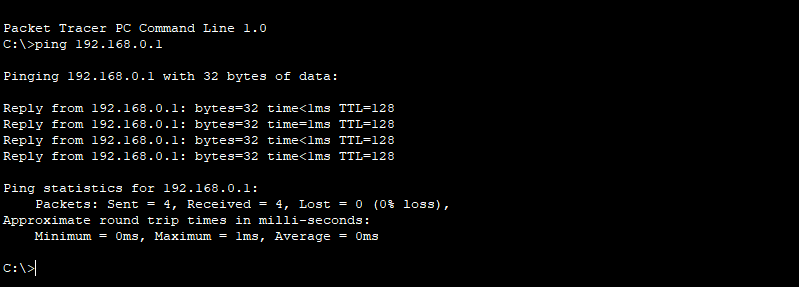 Packet Tracer PC Command Line 1.0
C:\>ping 192.168.0.1
Pinging 192.168.0.1 with 32 bytes of data:
Reply from 192.168.0.1: bytes=32 time<1ms TTL=128
Reply from 192.168.0.1: bytes=32 time=1ms TTL=128
Reply from 192.168.0.1: bytes=32 time<1ms TTL=128
Reply from 192.168.0.1: bytes=32 time<1ms TTL=128
Ping statistics for 192.168.0.1:
Packets: Sent = 4, Received = 4, Lost = 0 (0% loss),
Approximate round trip times in milli-seconds:
Minimum = 0ms, Maximum = 1ms, Average = 0ms
C:\>